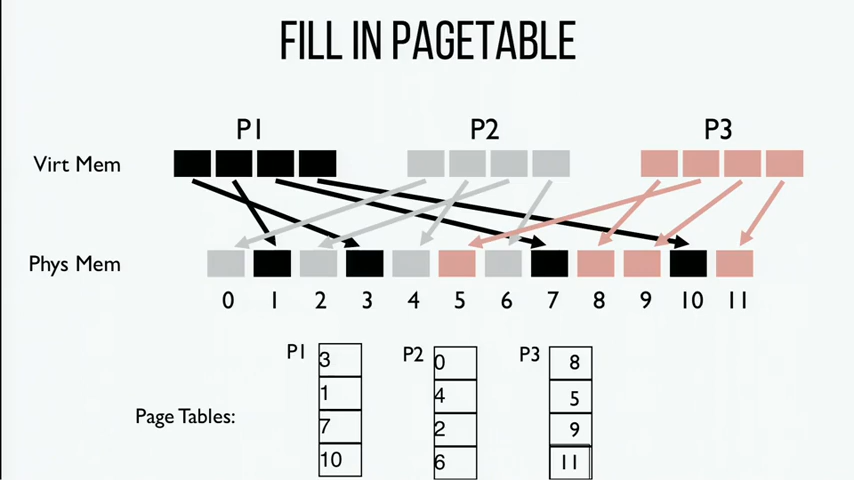 FILL IN PAGETABLE
P1 P2 P3
Virt Mem
Phys Mem
0 1 2 3 4 5 6 7 8 9 10 11
P1 3 P2 0 P3 8
1 4 5
Page Tables:
7 2 9
10 6 11